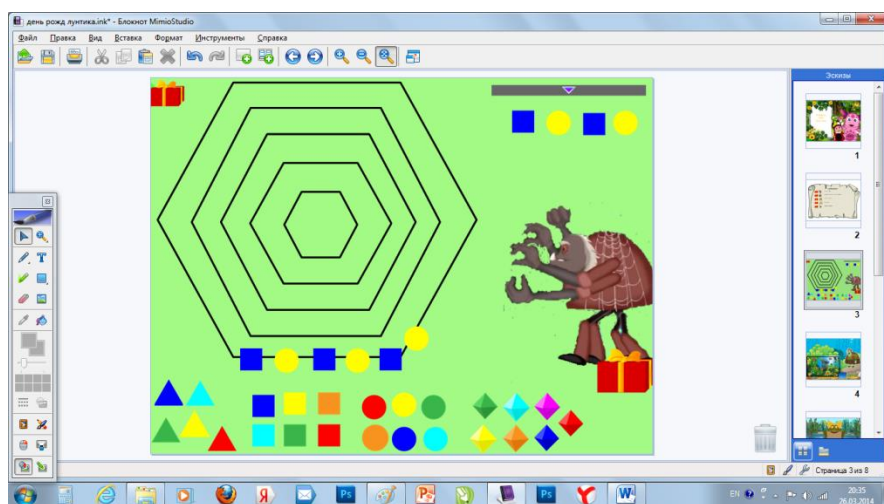 день рожд лунтика.ink* - Блокнот MimioStudio
Файл Правка Вид Вставка Формат Инструменты Справка
Эскизы
1
2
3
4
Страница 3 из 8
EN
20:35
26.03.2014